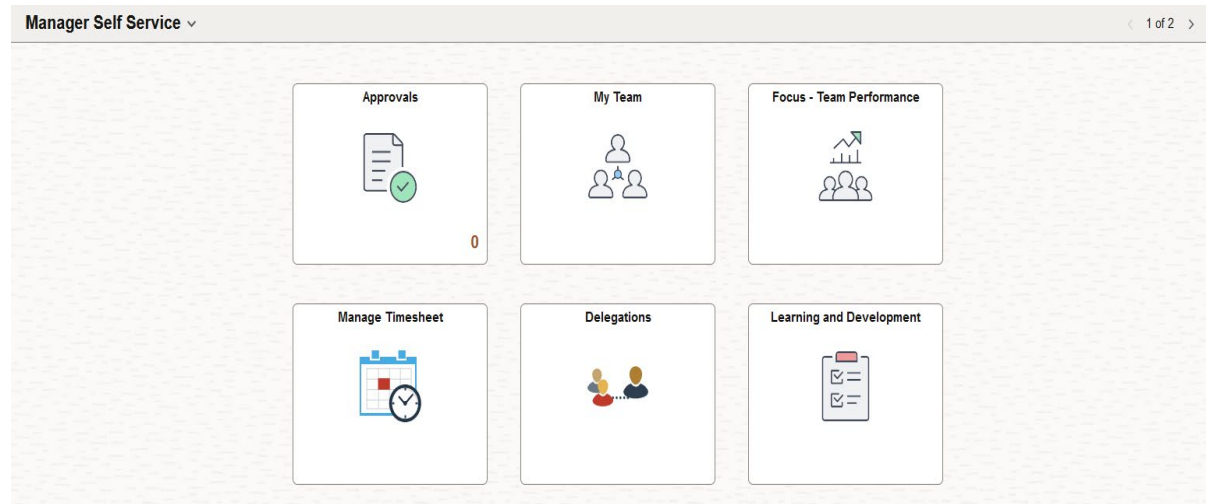 Manager Self Service
1 of 2
Approvals
My Team
Focus - Team Performance
0
Manage Timesheet
Delegations
Learning and Development